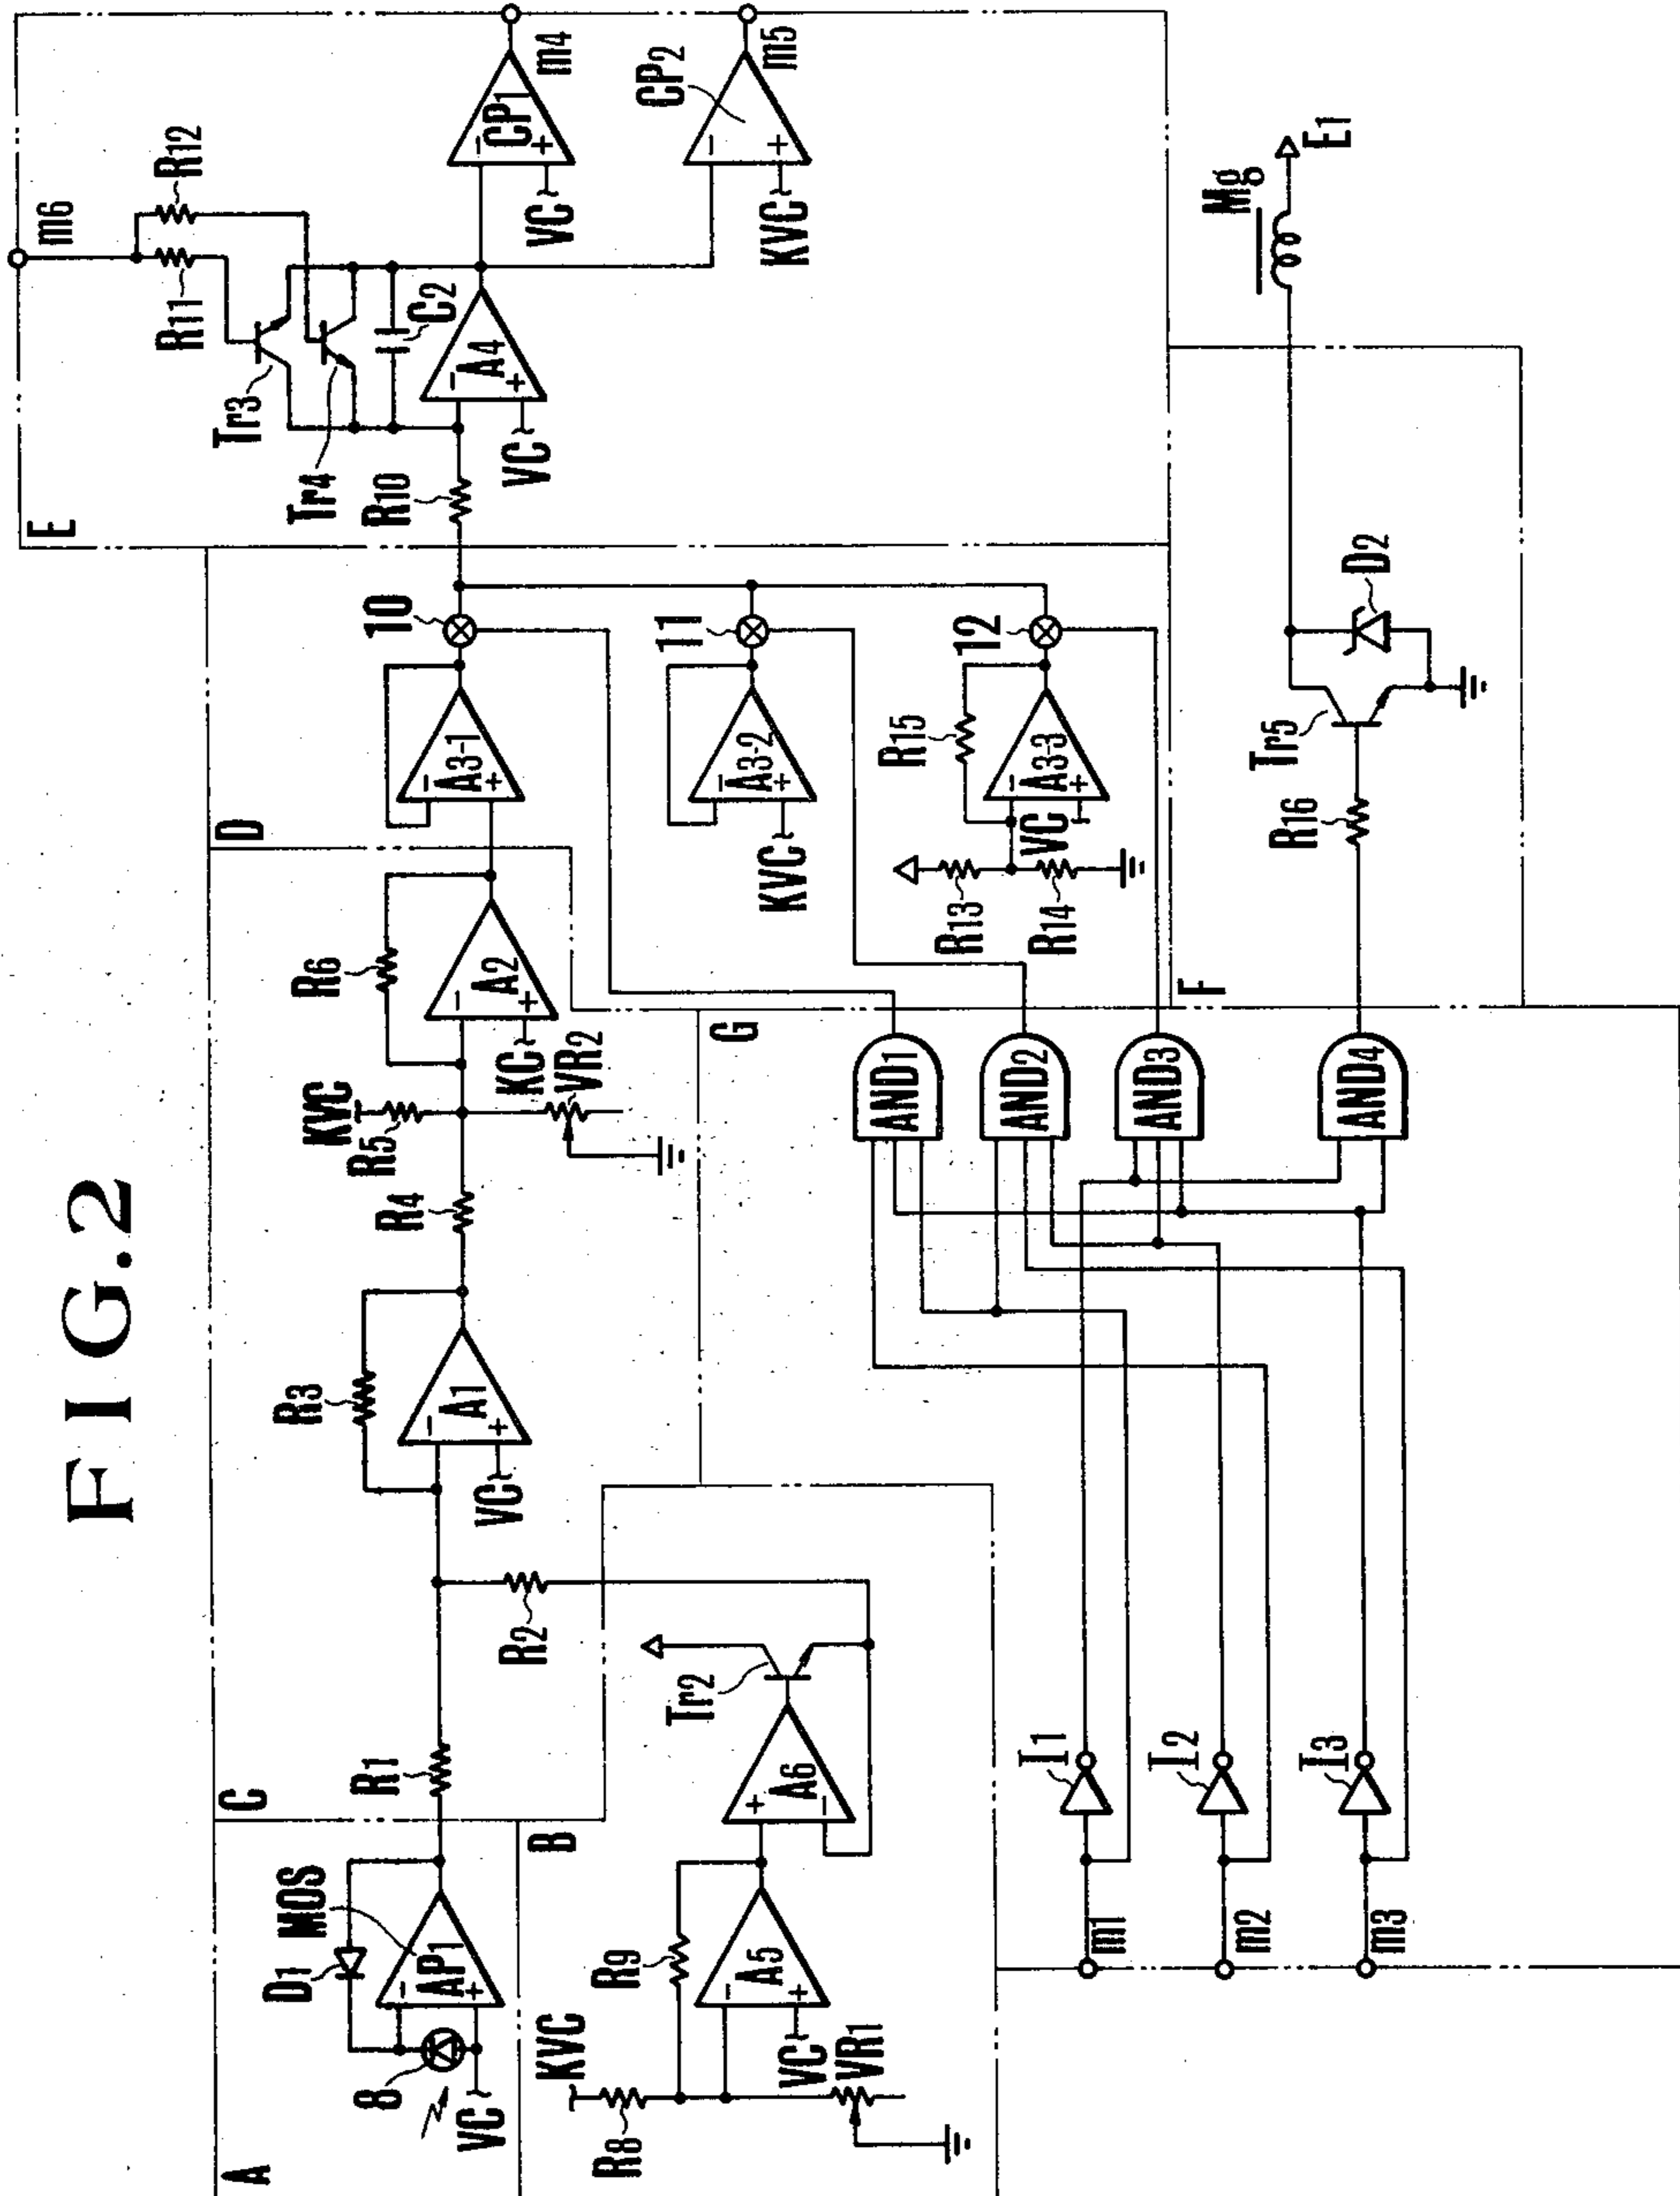 FIG.2
A
8
VC
D1
MOS
AP1
−
+
C
R1
R2
R3
A1
−
+
VC
R4
KVC
R5
R6
A2
−
+
KC
VR2
B
KVC
R8
R9
A5
−
+
VC
VR1
A6
+
−
Tr2
D
A3-1
−
+
10
A3-2
−
+
KVC
11
R13
R14
R15
VC
A3-3
−
+
12
E
R10
Tr3
Tr4
R11
R12
m6
C2
A4
−
+
VC
CP1
−
+
VC
m4
CP2
−
+
KVC
m5
G
m1
m2
m3
I1
I2
I3
AND1
AND2
AND3
AND4
F
R16
Tr5
D2
Mg
E1